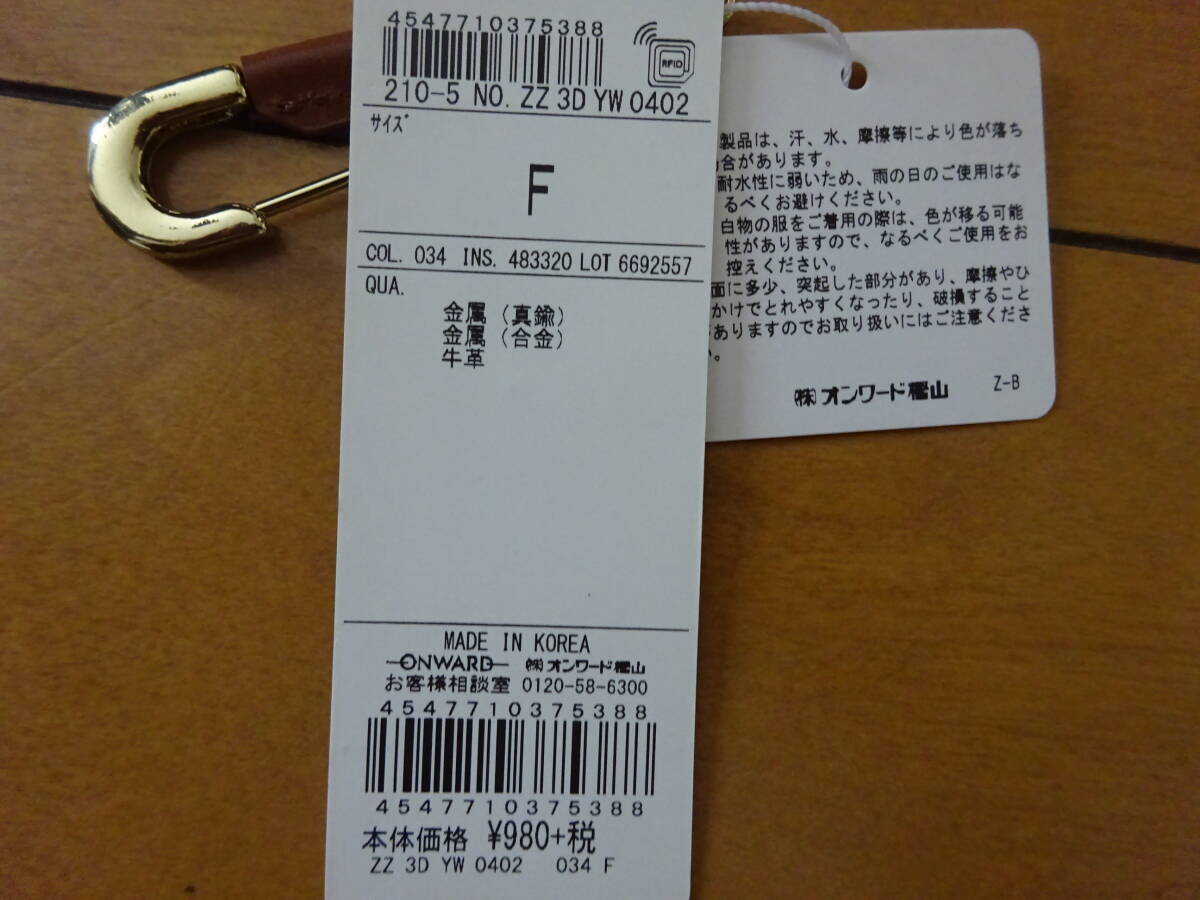 4547710375388
RFID
210-5 NO. ZZ 3D YW 0402
サイズ
F
COL. 034 INS. 483320 LOT 6692557
QUA.
金属（真鍮）
金属（合金）
牛革
MADE IN KOREA
ONWARD ㈱オンワード樫山
お客様相談室 0120-58-6300
4547710375388
4547710375388
本体価格 ¥980+税
ZZ 3D YW 0402 034 F
製品は、汗、水、摩擦等により色が落ち
合があります。
耐水性に弱いため、雨の日のご使用はな
るべくお避けください。
白物の服をご着用の際は、色が移る可能
性がありますので、なるべくご使用をお
控えください。
面に多少、突起した部分があり、摩擦やひ
かけでとれやすくなったり、破損すること
ありますのでお取り扱いにはご注意くださ
い。
㈱オンワード樫山 Z-B